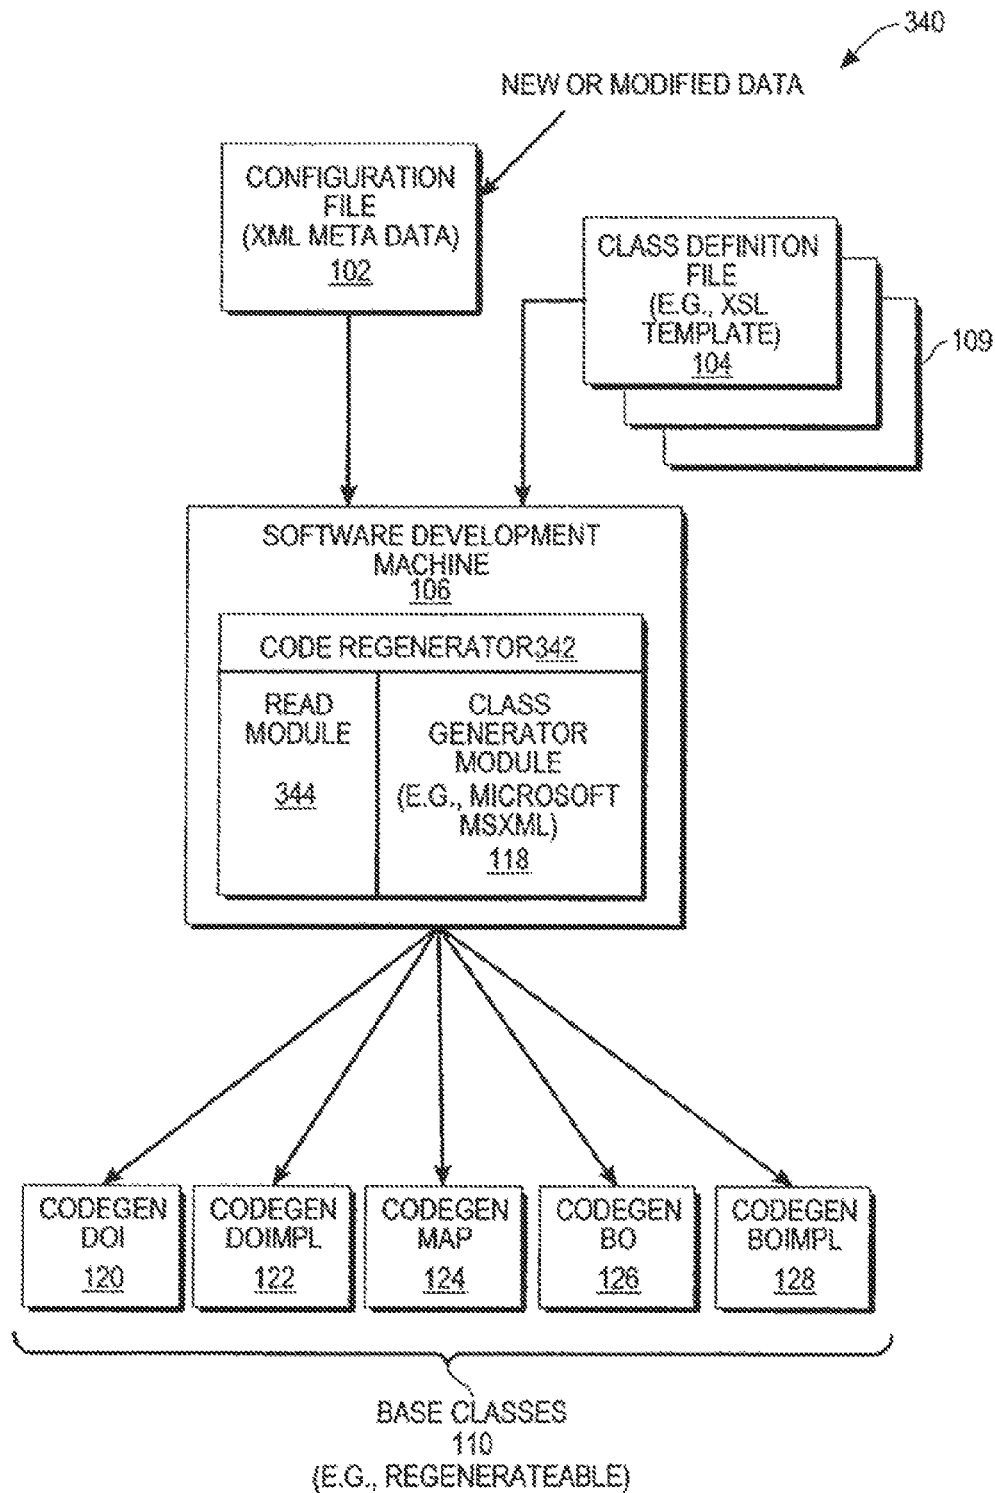 340
NEW OR MODIFIED DATA
CONFIGURATION
FILE
(XML META DATA)
102
CLASS DEFINITON
FILE
(E.G., XSL
TEMPLATE)
104
109
SOFTWARE DEVELOPMENT
MACHINE
106
CODE REGENERATOR342
READ
MODULE
344
CLASS
GENERATOR
MODULE
(E.G., MICROSOFT
MSXML)
118
CODEGEN
DOI
120
CODEGEN
DOIMPL
122
CODEGEN
MAP
124
CODEGEN
BO
126
CODEGEN
BOIMPL
128
BASE CLASSES
110
(E.G., REGENERATEABLE)